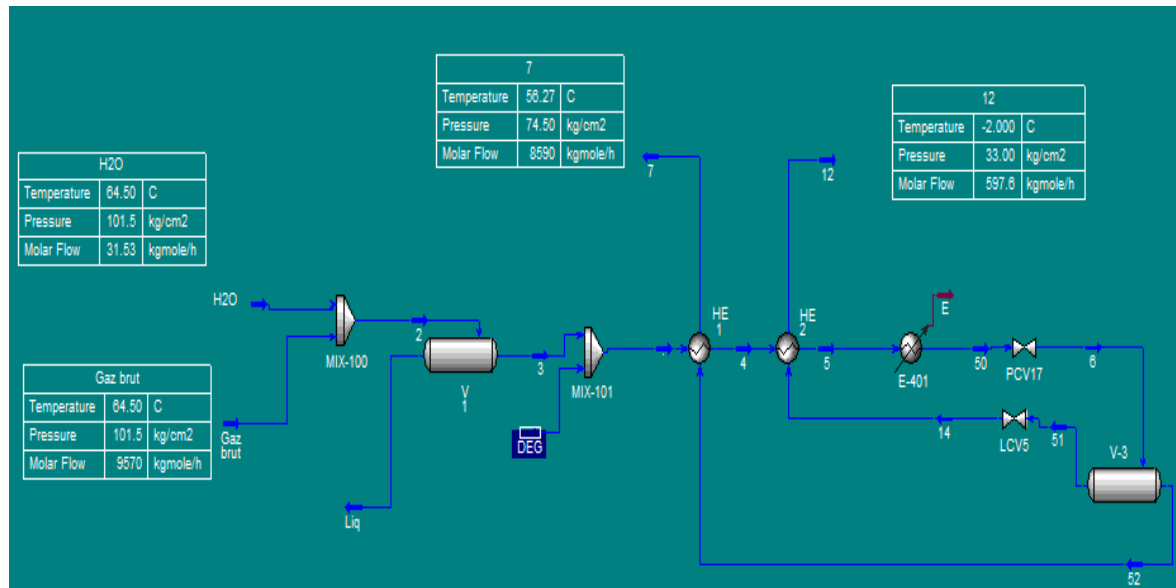 7
Temperature 56.27 C
Pressure 74.50 kg/cm2
Molar Flow 8590 kgmole/h
12
Temperature -2.000 C
Pressure 33.00 kg/cm2
Molar Flow 597.6 kgmole/h
H2O
Temperature 64.50 C
Pressure 101.5 kg/cm2
Molar Flow 31.53 kgmole/h
7
12
H2O
MIX-100
2
V
1
3
MIX-101
DEG
HE
1
4
HE
2
5
E
E-401
50
PCV17
6
Gaz brut
Temperature 64.50 C
Pressure 101.5 kg/cm2
Molar Flow 9570 kgmole/h
Gaz
brut
14
LCV5
51
V-3
Liq
52